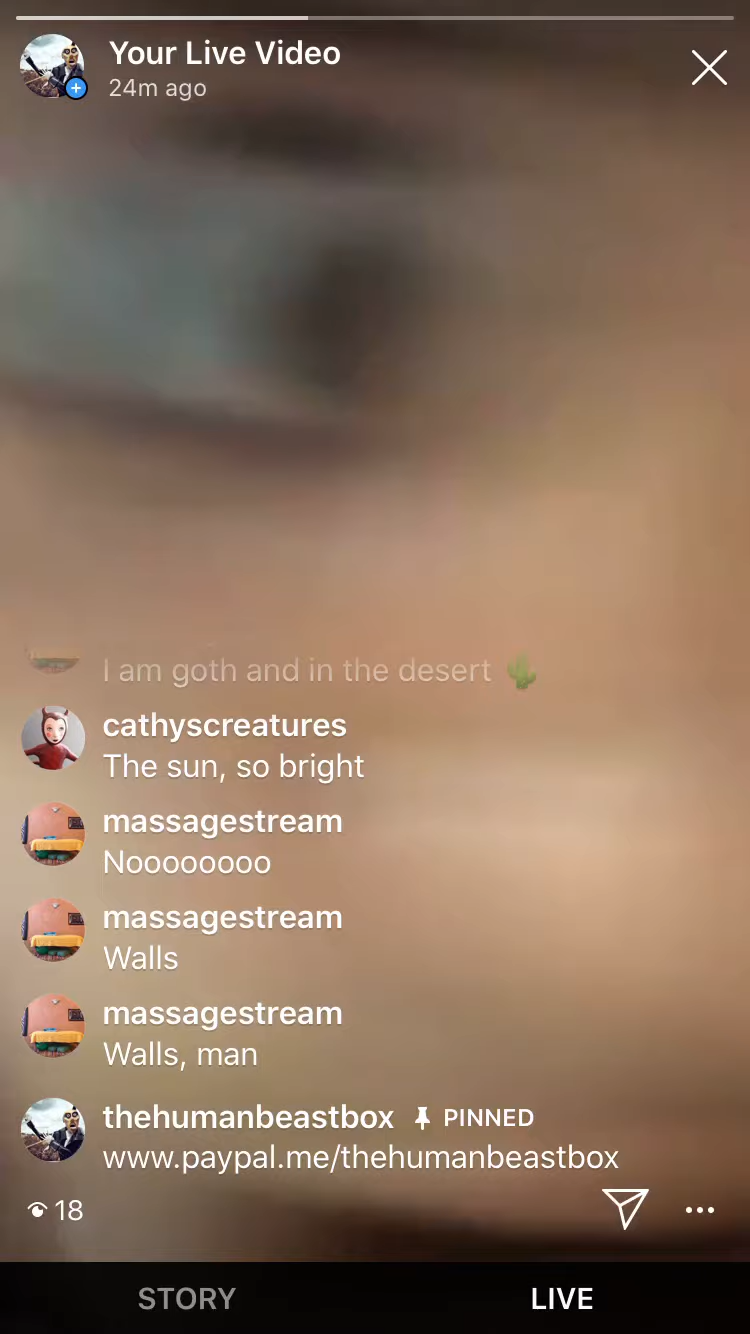 Your Live Video
24m ago
I am goth and in the desert 🌵
cathyscreatures
The sun, so bright
massagestream
Noooooooo
massagestream
Walls
massagestream
Walls, man
thehumanbeastbox PINNED
www.paypal.me/thehumanbeastbox
18
STORY LIVE